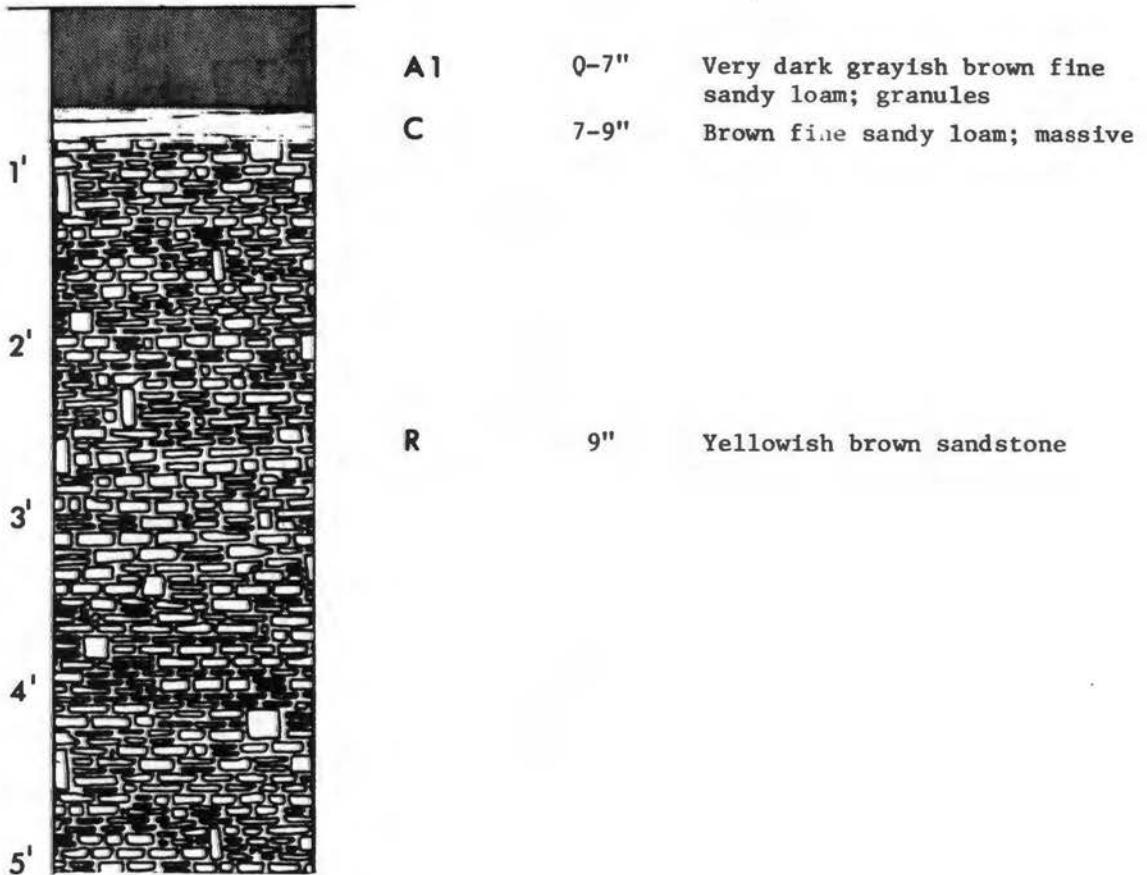 A1 0-7" Very dark grayish brown fine
sandy loam; granules
C 7-9" Brown fine sandy loam; massive
1'
2'
R 9" Yellowish brown sandstone
3'
4'
5'